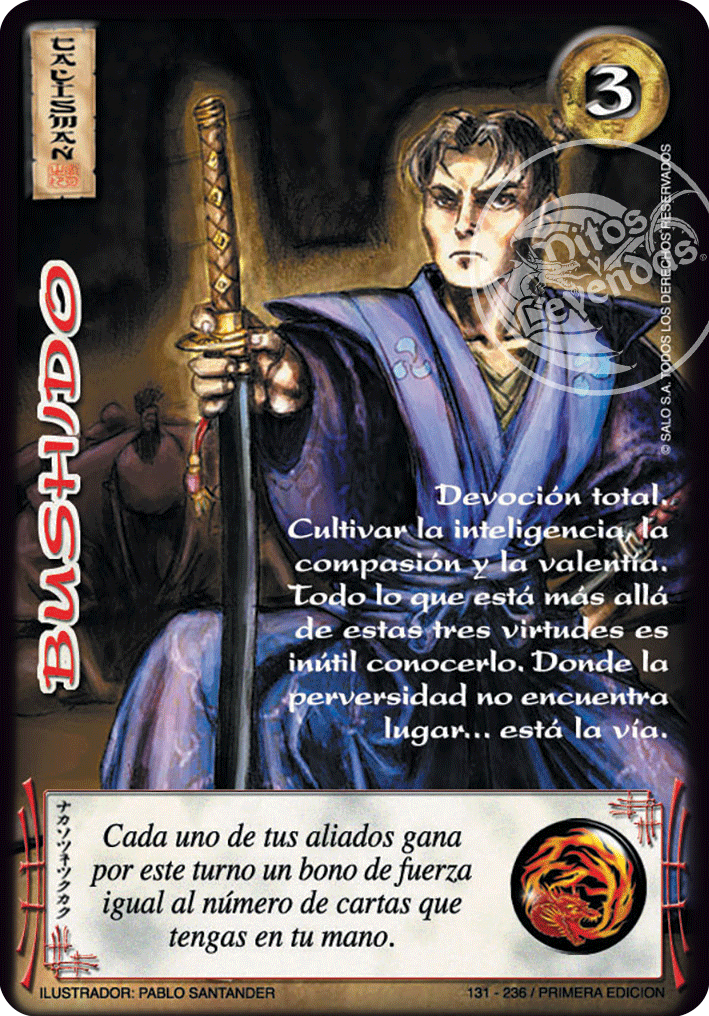 TALISMAN
3
Mitos
y
Leyendas
©
© SALO S.A. TODOS LOS DERECHOS RESERVADOS
BUSHIDO
Devoción total.
Cultivar la inteligencia, la
compasión y la valentía.
Todo lo que está más allá
de estas tres virtudes es
inútil conocerlo. Donde la
perversidad no encuentra
lugar... está la vía.
ナカソツネツクカク
Cada uno de tus aliados gana
por este turno un bono de fuerza
igual al número de cartas que
tengas en tu mano.
ILUSTRADOR: PABLO SANTANDER
131 - 236 / PRIMERA EDICION